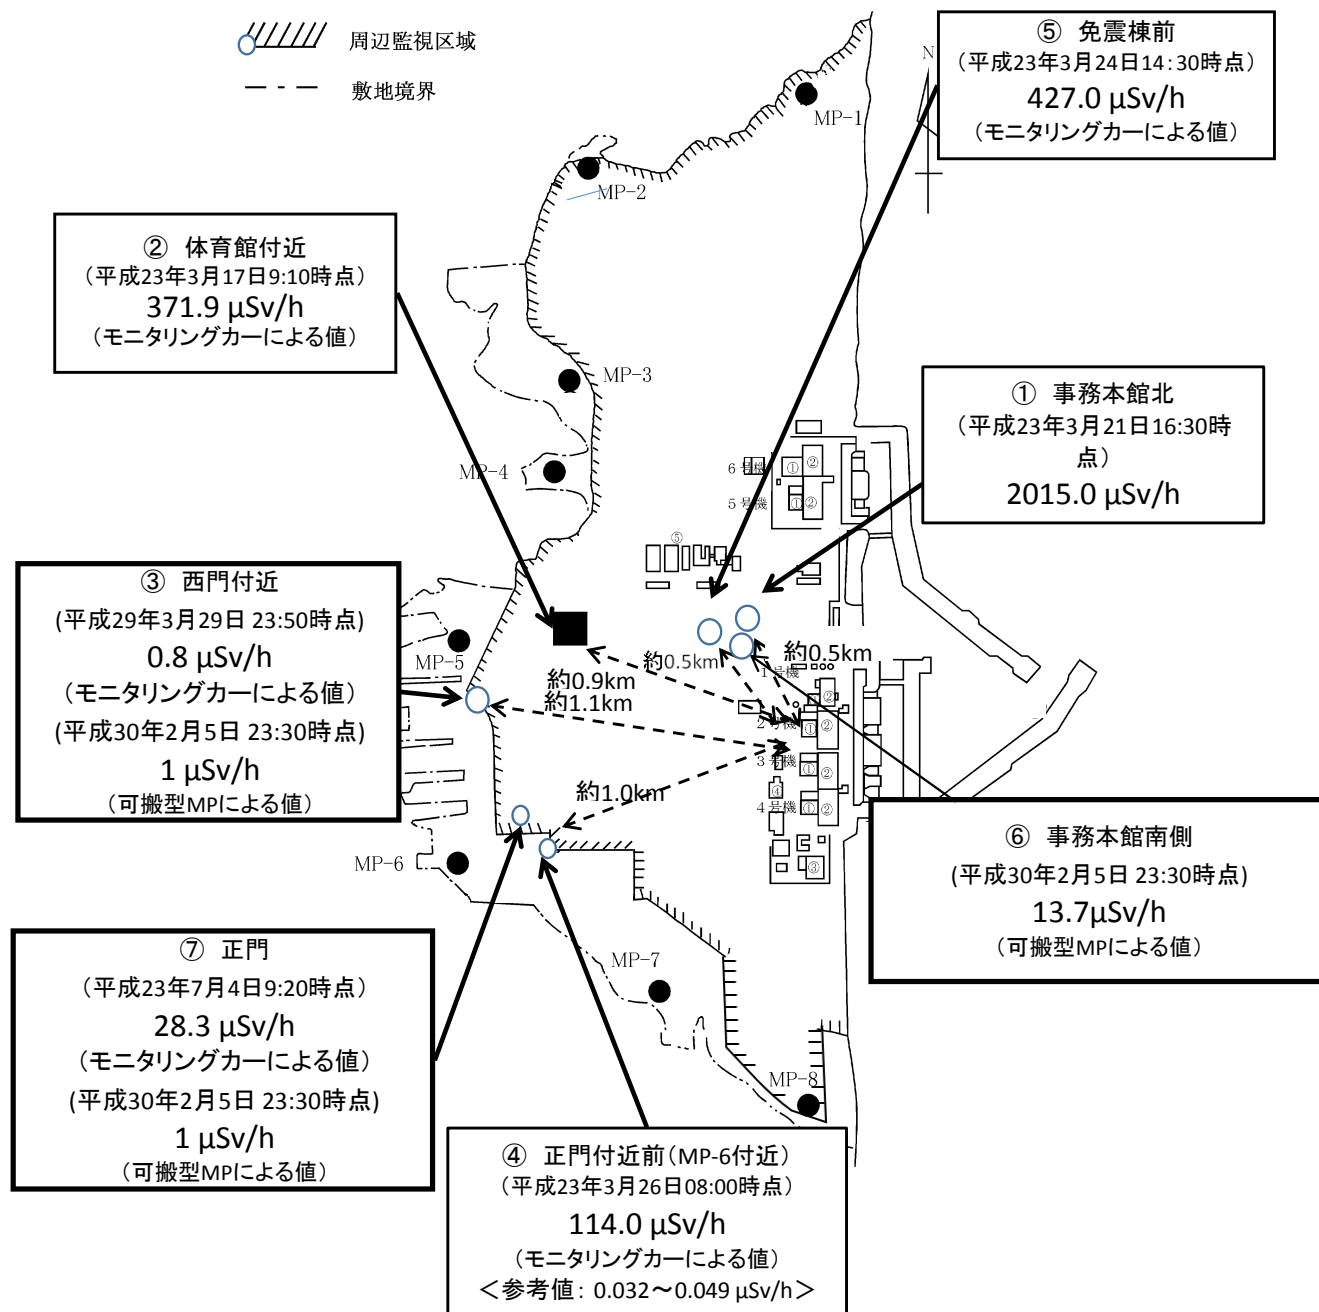 周辺監視区域
敷地境界
⑤ 免震棟前
(平成23年3月24日14:30時点)
427.0 μSv/h
(モニタリングカーによる値)
N
MP-1
MP-2
② 体育館付近
(平成23年3月17日9:10時点)
371.9 μSv/h
(モニタリングカーによる値)
MP-3
① 事務本館北
(平成23年3月21日16:30時
点)
2015.0 μSv/h
MP-4
6号機
①
②
5号機
①
②
⑤
③ 西門付近
(平成29年3月29日 23:50時点)
0.8 μSv/h
(モニタリングカーによる値)
(平成30年2月5日 23:30時点)
1 μSv/h
(可搬型MPによる値)
MP-5
約0.5km
約0.5km
約0.9km
約1.1km
1号機
②
2号機
①
②
3号機
①
②
④
4号機
①
②
③
約1.0km
MP-6
⑥ 事務本館南側
(平成30年2月5日 23:30時点)
13.7μSv/h
(可搬型MPによる値)
⑦ 正門
(平成23年7月4日9:20時点)
28.3 μSv/h
(モニタリングカーによる値)
(平成30年2月5日 23:30時点)
1 μSv/h
(可搬型MPによる値)
MP-7
MP-8
④ 正門付近前(MP-6付近)
(平成23年3月26日08:00時点)
114.0 μSv/h
(モニタリングカーによる値)
<参考値: 0.032~0.049 μSv/h>